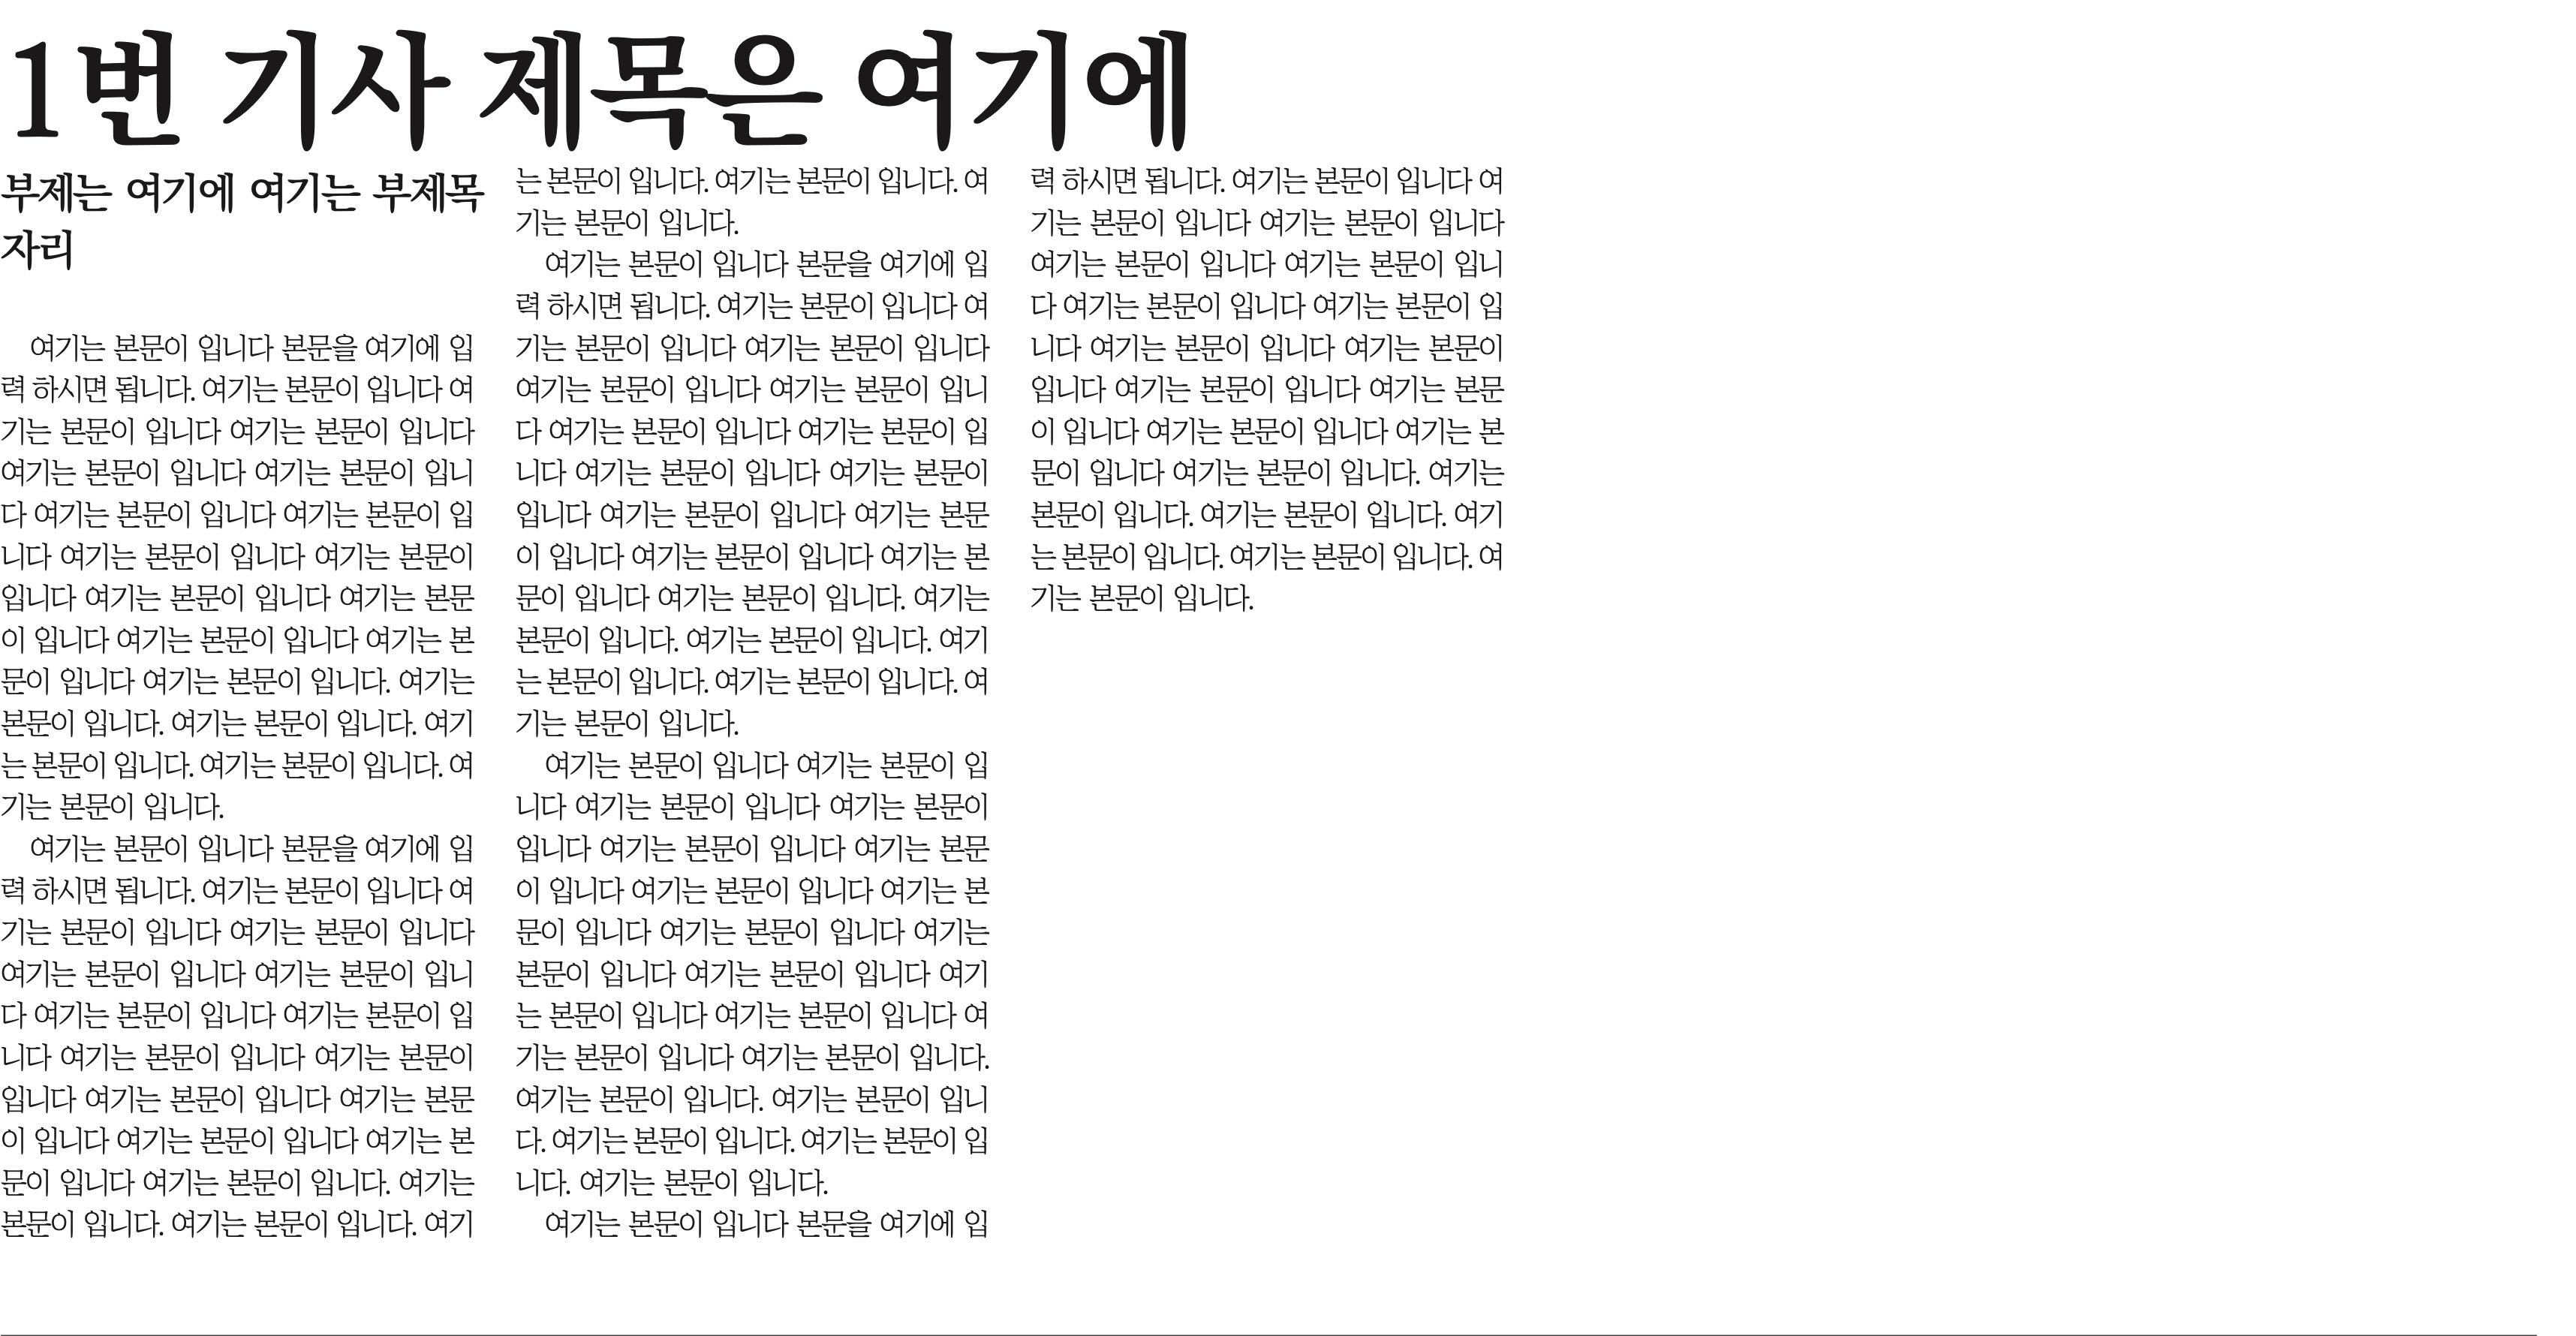 1번 기사 제목은 여기에
부제는 여기에 여기는 부제목
자리
여기는 본문이 입니다 본문을 여기에 입
력 하시면 됩니다. 여기는 본문이 입니다 여
기는 본문이 입니다 여기는 본문이 입니다
여기는 본문이 입니다 여기는 본문이 입니
다 여기는 본문이 입니다 여기는 본문이 입
니다 여기는 본문이 입니다 여기는 본문이
입니다 여기는 본문이 입니다 여기는 본문
이 입니다 여기는 본문이 입니다 여기는 본
문이 입니다 여기는 본문이 입니다. 여기는
본문이 입니다. 여기는 본문이 입니다. 여기
는 본문이 입니다. 여기는 본문이 입니다. 여
기는 본문이 입니다.
여기는 본문이 입니다 본문을 여기에 입
력 하시면 됩니다. 여기는 본문이 입니다 여
기는 본문이 입니다 여기는 본문이 입니다
여기는 본문이 입니다 여기는 본문이 입니
다 여기는 본문이 입니다 여기는 본문이 입
니다 여기는 본문이 입니다 여기는 본문이
입니다 여기는 본문이 입니다 여기는 본문
이 입니다 여기는 본문이 입니다 여기는 본
문이 입니다 여기는 본문이 입니다. 여기는
본문이 입니다. 여기는 본문이 입니다. 여기
는 본문이 입니다. 여기는 본문이 입니다. 여
기는 본문이 입니다.
여기는 본문이 입니다 본문을 여기에 입
력 하시면 됩니다. 여기는 본문이 입니다 여
기는 본문이 입니다 여기는 본문이 입니다
여기는 본문이 입니다 여기는 본문이 입니
다 여기는 본문이 입니다 여기는 본문이 입
니다 여기는 본문이 입니다 여기는 본문이
입니다 여기는 본문이 입니다 여기는 본문
이 입니다 여기는 본문이 입니다 여기는 본
문이 입니다 여기는 본문이 입니다. 여기는
본문이 입니다. 여기는 본문이 입니다. 여기
는 본문이 입니다. 여기는 본문이 입니다. 여
기는 본문이 입니다.
여기는 본문이 입니다 여기는 본문이 입
니다 여기는 본문이 입니다 여기는 본문이
입니다 여기는 본문이 입니다 여기는 본문
이 입니다 여기는 본문이 입니다 여기는 본
문이 입니다 여기는 본문이 입니다 여기는
본문이 입니다 여기는 본문이 입니다 여기
는 본문이 입니다 여기는 본문이 입니다 여
기는 본문이 입니다 여기는 본문이 입니다.
여기는 본문이 입니다. 여기는 본문이 입니
다. 여기는 본문이 입니다. 여기는 본문이 입
니다. 여기는 본문이 입니다.
여기는 본문이 입니다 본문을 여기에 입
력 하시면 됩니다. 여기는 본문이 입니다 여
기는 본문이 입니다 여기는 본문이 입니다
여기는 본문이 입니다 여기는 본문이 입니
다 여기는 본문이 입니다 여기는 본문이 입
니다 여기는 본문이 입니다 여기는 본문이
입니다 여기는 본문이 입니다 여기는 본문
이 입니다 여기는 본문이 입니다 여기는 본
문이 입니다 여기는 본문이 입니다. 여기는
본문이 입니다. 여기는 본문이 입니다. 여기
는 본문이 입니다. 여기는 본문이 입니다. 여
기는 본문이 입니다.